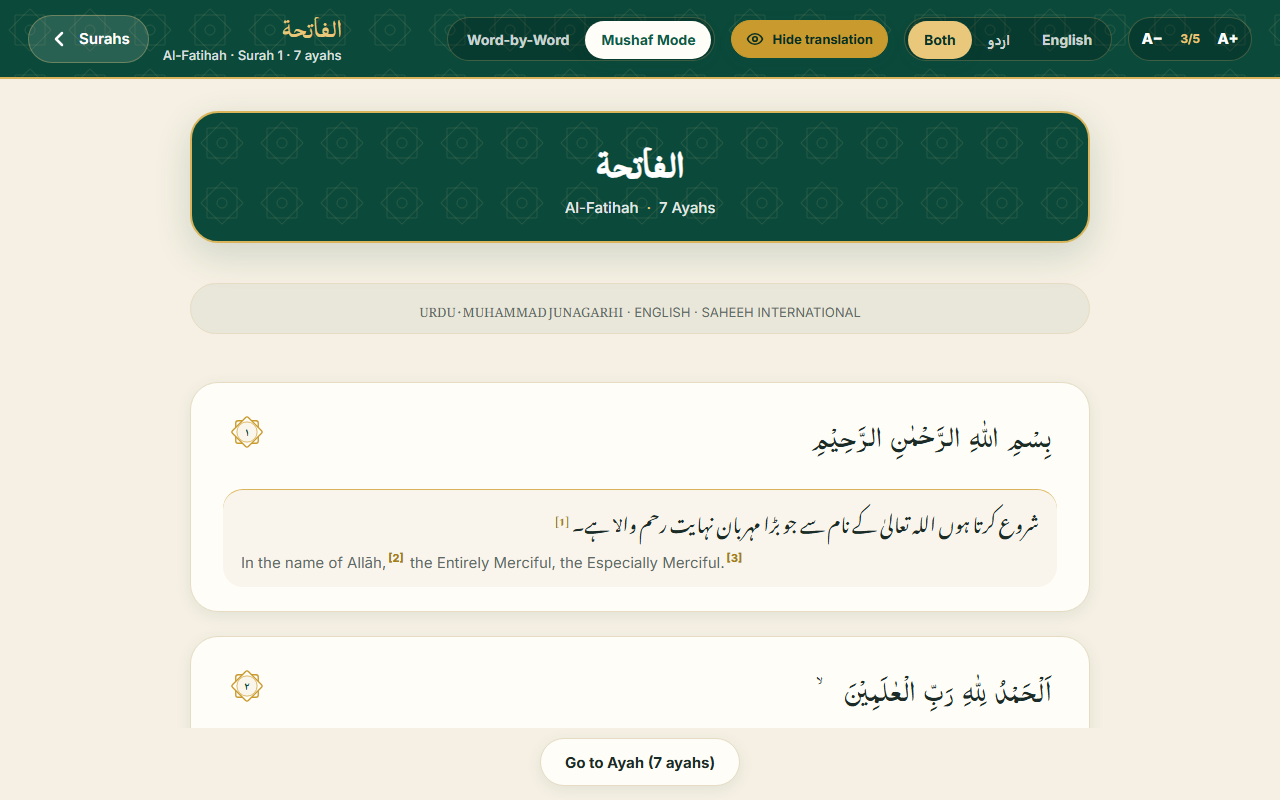 Surahs
الفاتحة
Al-Fatihah · Surah 1 · 7 ayahs
Word-by-Word
Mushaf Mode
Hide translation
Both
اردو
English
A−
3/5
A+
الفاتحة
Al-Fatihah · 7 Ayahs
URDU · MUHAMMAD JUNAGARHI · ENGLISH · SAHEEH INTERNATIONAL
بِسْمِ اللّٰهِ الرَّحْمٰنِ الرَّحِیْمِ
۱
شروع کرتا ہوں اللہ تعالیٰ کے نام سے جو بڑا مہربان نہایت رحم والا ہے۔ [1]
In the name of Allāh,[2] the Entirely Merciful, the Especially Merciful.[3]
اَلْحَمْدُ لِلّٰهِ رَبِّ الْعٰلَمِیْنَ ۙ
۲
Go to Ayah (7 ayahs)